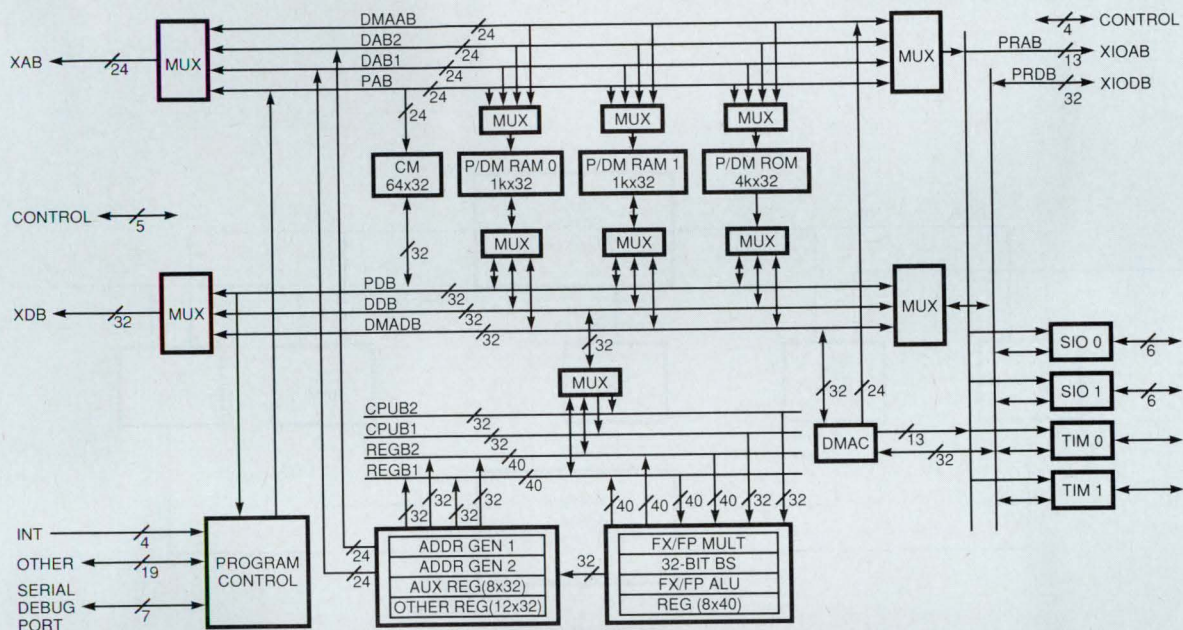 DMAAB 24
DAB2 24
DAB1 24
PAB 24
XAB 24
MUX
MUX
CONTROL 4
PRAB 13 XIOAB
PRDB 32 XIODB
24
MUX
MUX
MUX
CM 64x32
P/DM RAM 0 1kx32
P/DM RAM 1 1kx32
P/DM ROM 4kx32
CONTROL 5
32
MUX
MUX
MUX
PDB 32
DDB 32
DMADB 32
XDB 32
MUX
MUX
32
MUX
32
24
SIO 0 6
SIO 1 6
TIM 0
TIM 1
CPUB2 32
CPUB1 32
REGB2 40
REGB1 40
DMAC
13
32
32 32 32 32
40 40 40 40 32 32
INT 4
OTHER 19
SERIAL DEBUG PORT 7
PROGRAM CONTROL
24
24
ADDR GEN 1
ADDR GEN 2
AUX REG(8x32)
OTHER REG(12x32)
32
FX/FP MULT
32-BIT BS
FX/FP ALU
REG (8x40)